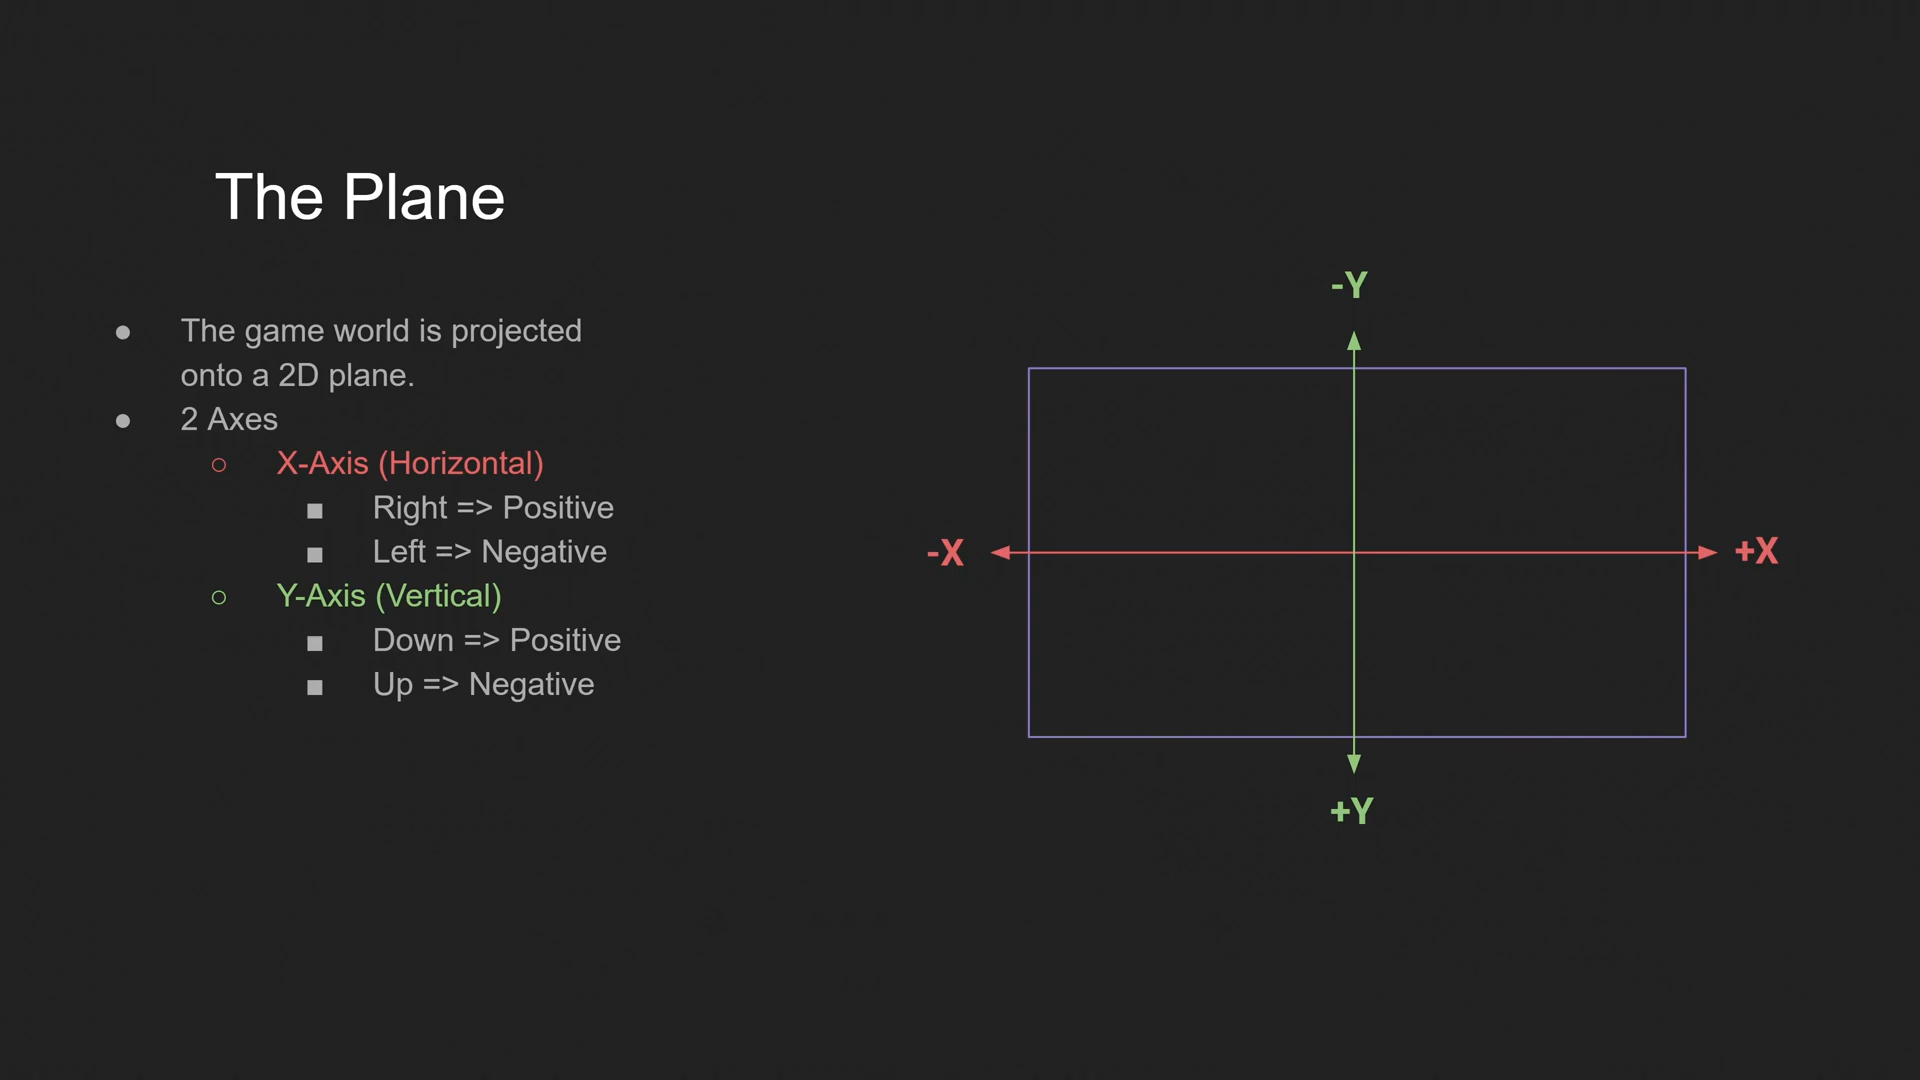 The Plane
● The game world is projected
onto a 2D plane.
● 2 Axes
○ X-Axis (Horizontal)
■ Right => Positive
■ Left => Negative
○ Y-Axis (Vertical)
■ Down => Positive
■ Up => Negative
-Y
-X
+X
+Y